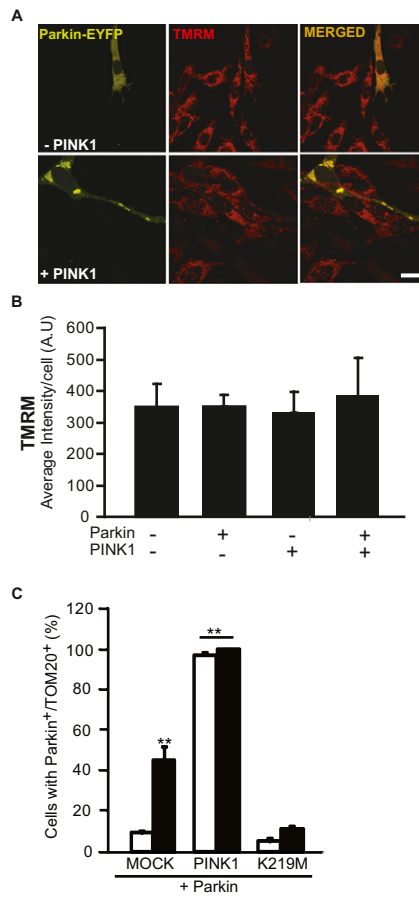 A
Parkin-EYFP TMRM MERGED
- PINK1
+ PINK1
B
TMRM
Average Intensity/cell (A.U)
600
500
400
300
200
100
0
Parkin - + - +
PINK1 - - + +
C
Cells with Parkin⁺/TOM20⁺ (%)
120
100
80
60
40
20
0
**
**
MOCK PINK1 K219M
+ Parkin